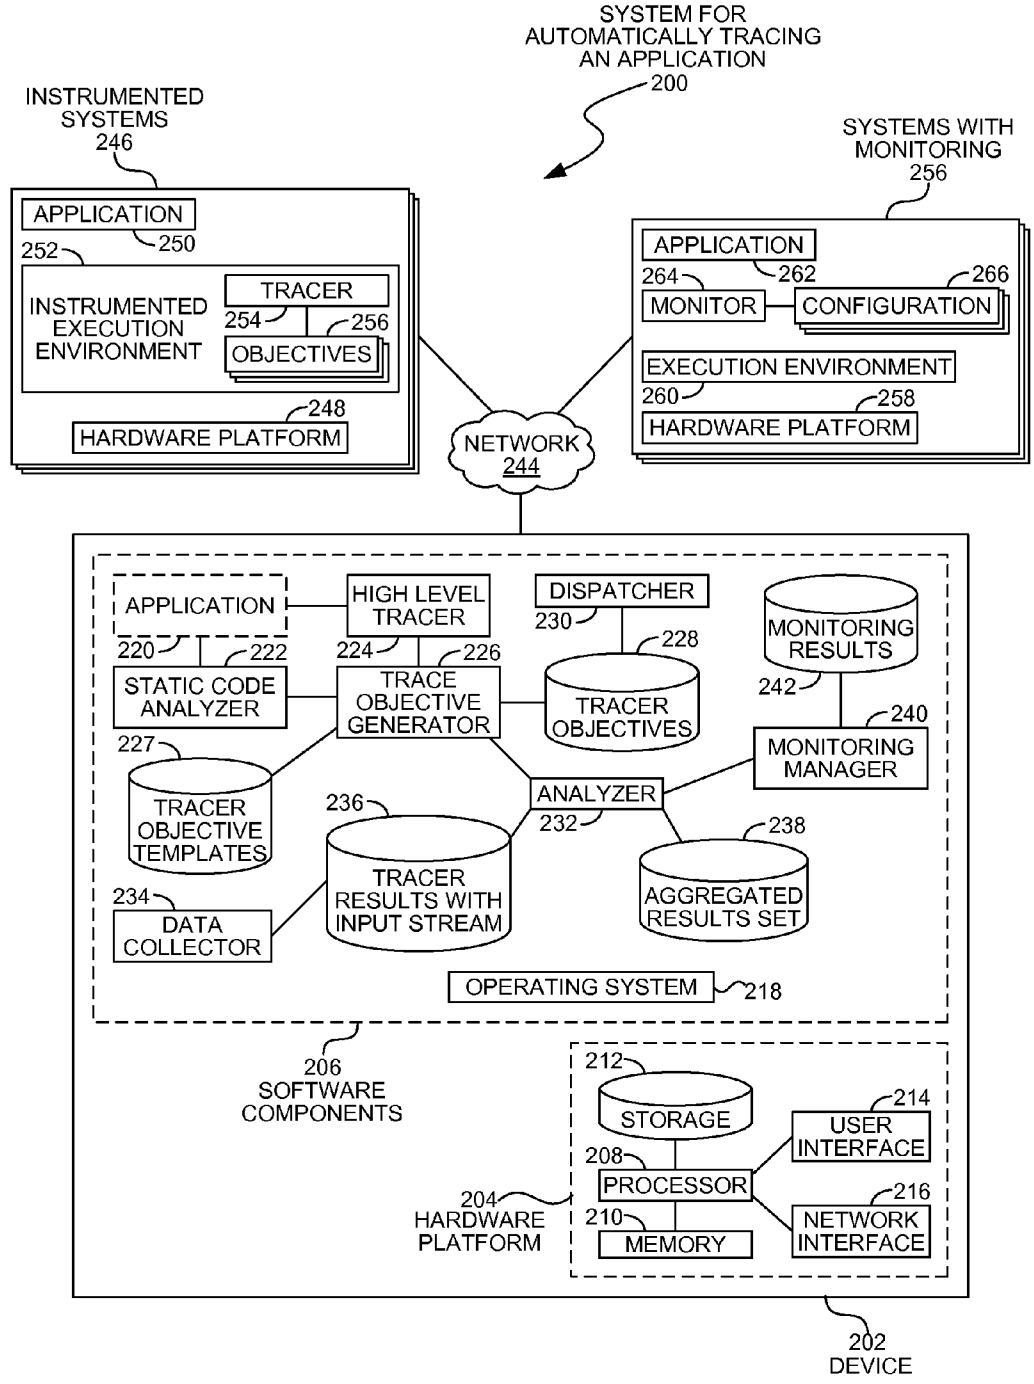 SYSTEM FOR
AUTOMATICALLY TRACING
AN APPLICATION
200
INSTRUMENTED
SYSTEMS
246
APPLICATION
250
252
INSTRUMENTED
EXECUTION
ENVIRONMENT
TRACER
254
256
OBJECTIVES
248
HARDWARE PLATFORM
SYSTEMS WITH
MONITORING
256
APPLICATION
262
264
266
MONITOR
CONFIGURATION
EXECUTION ENVIRONMENT
260
258
HARDWARE PLATFORM
NETWORK
244
APPLICATION
220
HIGH LEVEL
TRACER
224
DISPATCHER
230
MONITORING
RESULTS
242
222
STATIC CODE
ANALYZER
226
TRACE
OBJECTIVE
GENERATOR
228
TRACER
OBJECTIVES
240
MONITORING
MANAGER
227
TRACER
OBJECTIVE
TEMPLATES
ANALYZER
232
236
TRACER
RESULTS WITH
INPUT STREAM
238
AGGREGATED
RESULTS SET
234
DATA
COLLECTOR
OPERATING SYSTEM
218
206
SOFTWARE
COMPONENTS
212
STORAGE
214
USER
INTERFACE
208
PROCESSOR
204
HARDWARE
PLATFORM
210
MEMORY
216
NETWORK
INTERFACE
202
DEVICE